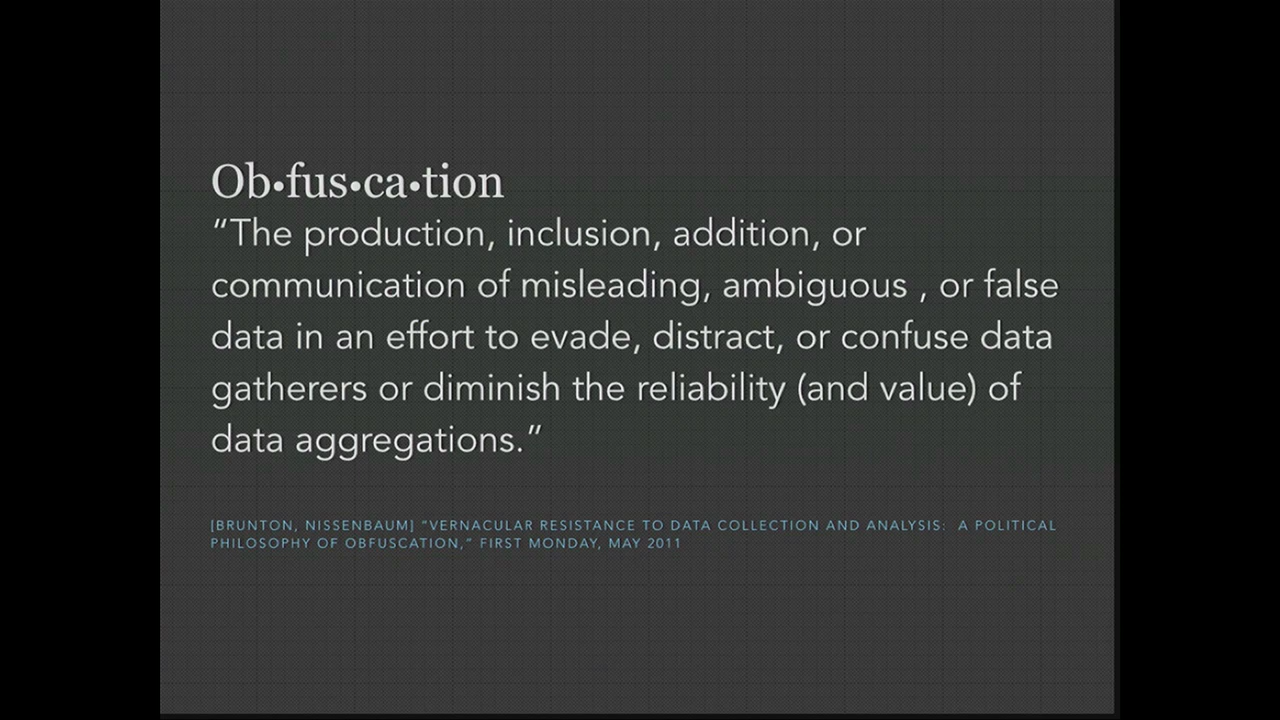 Ob•fus•ca•tion
“The production, inclusion, addition, or
communication of misleading, ambiguous , or false
data in an effort to evade, distract, or confuse data
gatherers or diminish the reliability (and value) of
data aggregations.”
[BRUNTON, NISSENBAUM] “VERNACULAR RESISTANCE TO DATA COLLECTION AND ANALYSIS:  A POLITICAL
PHILOSOPHY OF OBFUSCATION,” FIRST MONDAY, MAY 2011